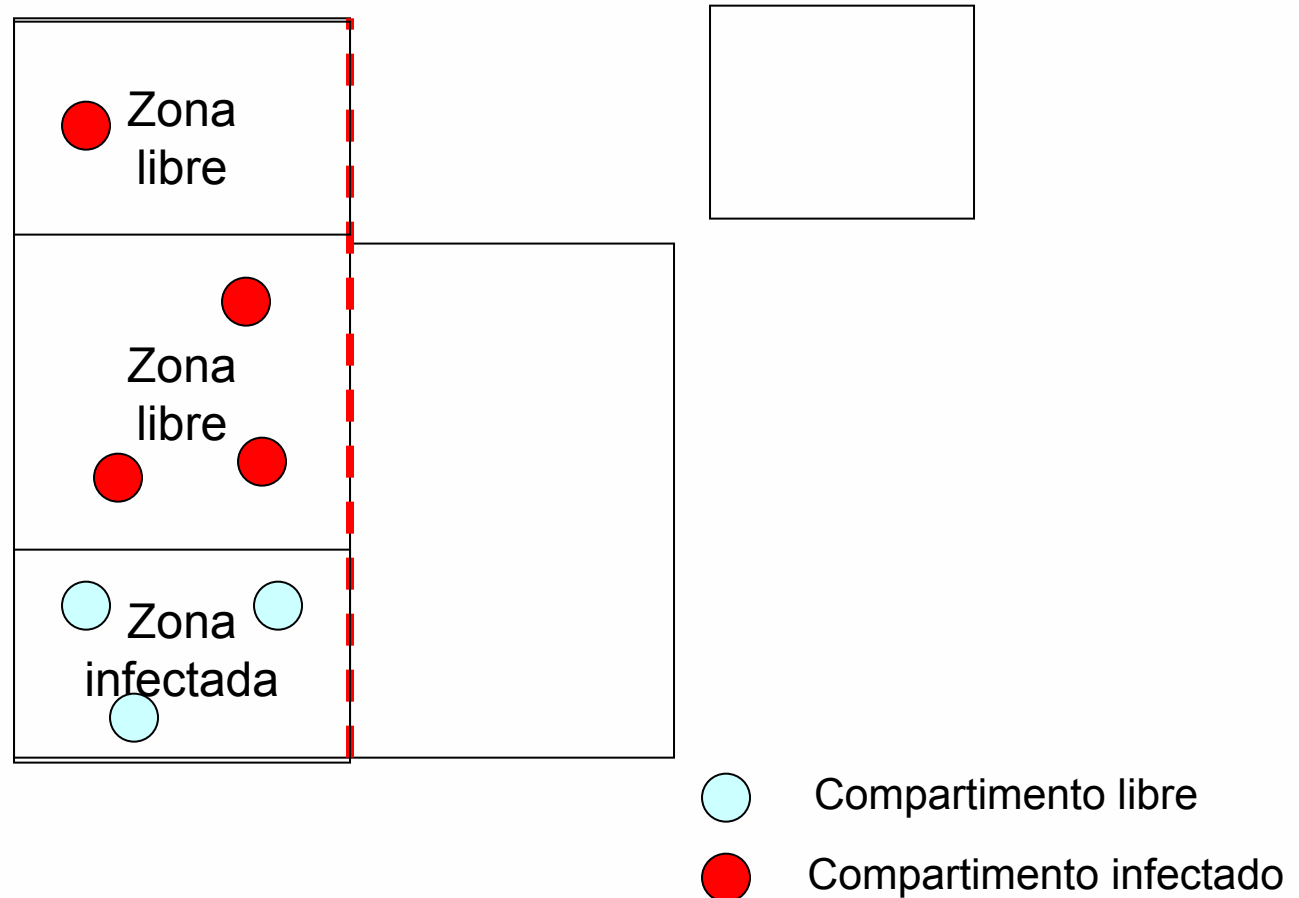 Zona
libre
Zona
libre
Zona
infectada
Compartimento libre
Compartimento infectado